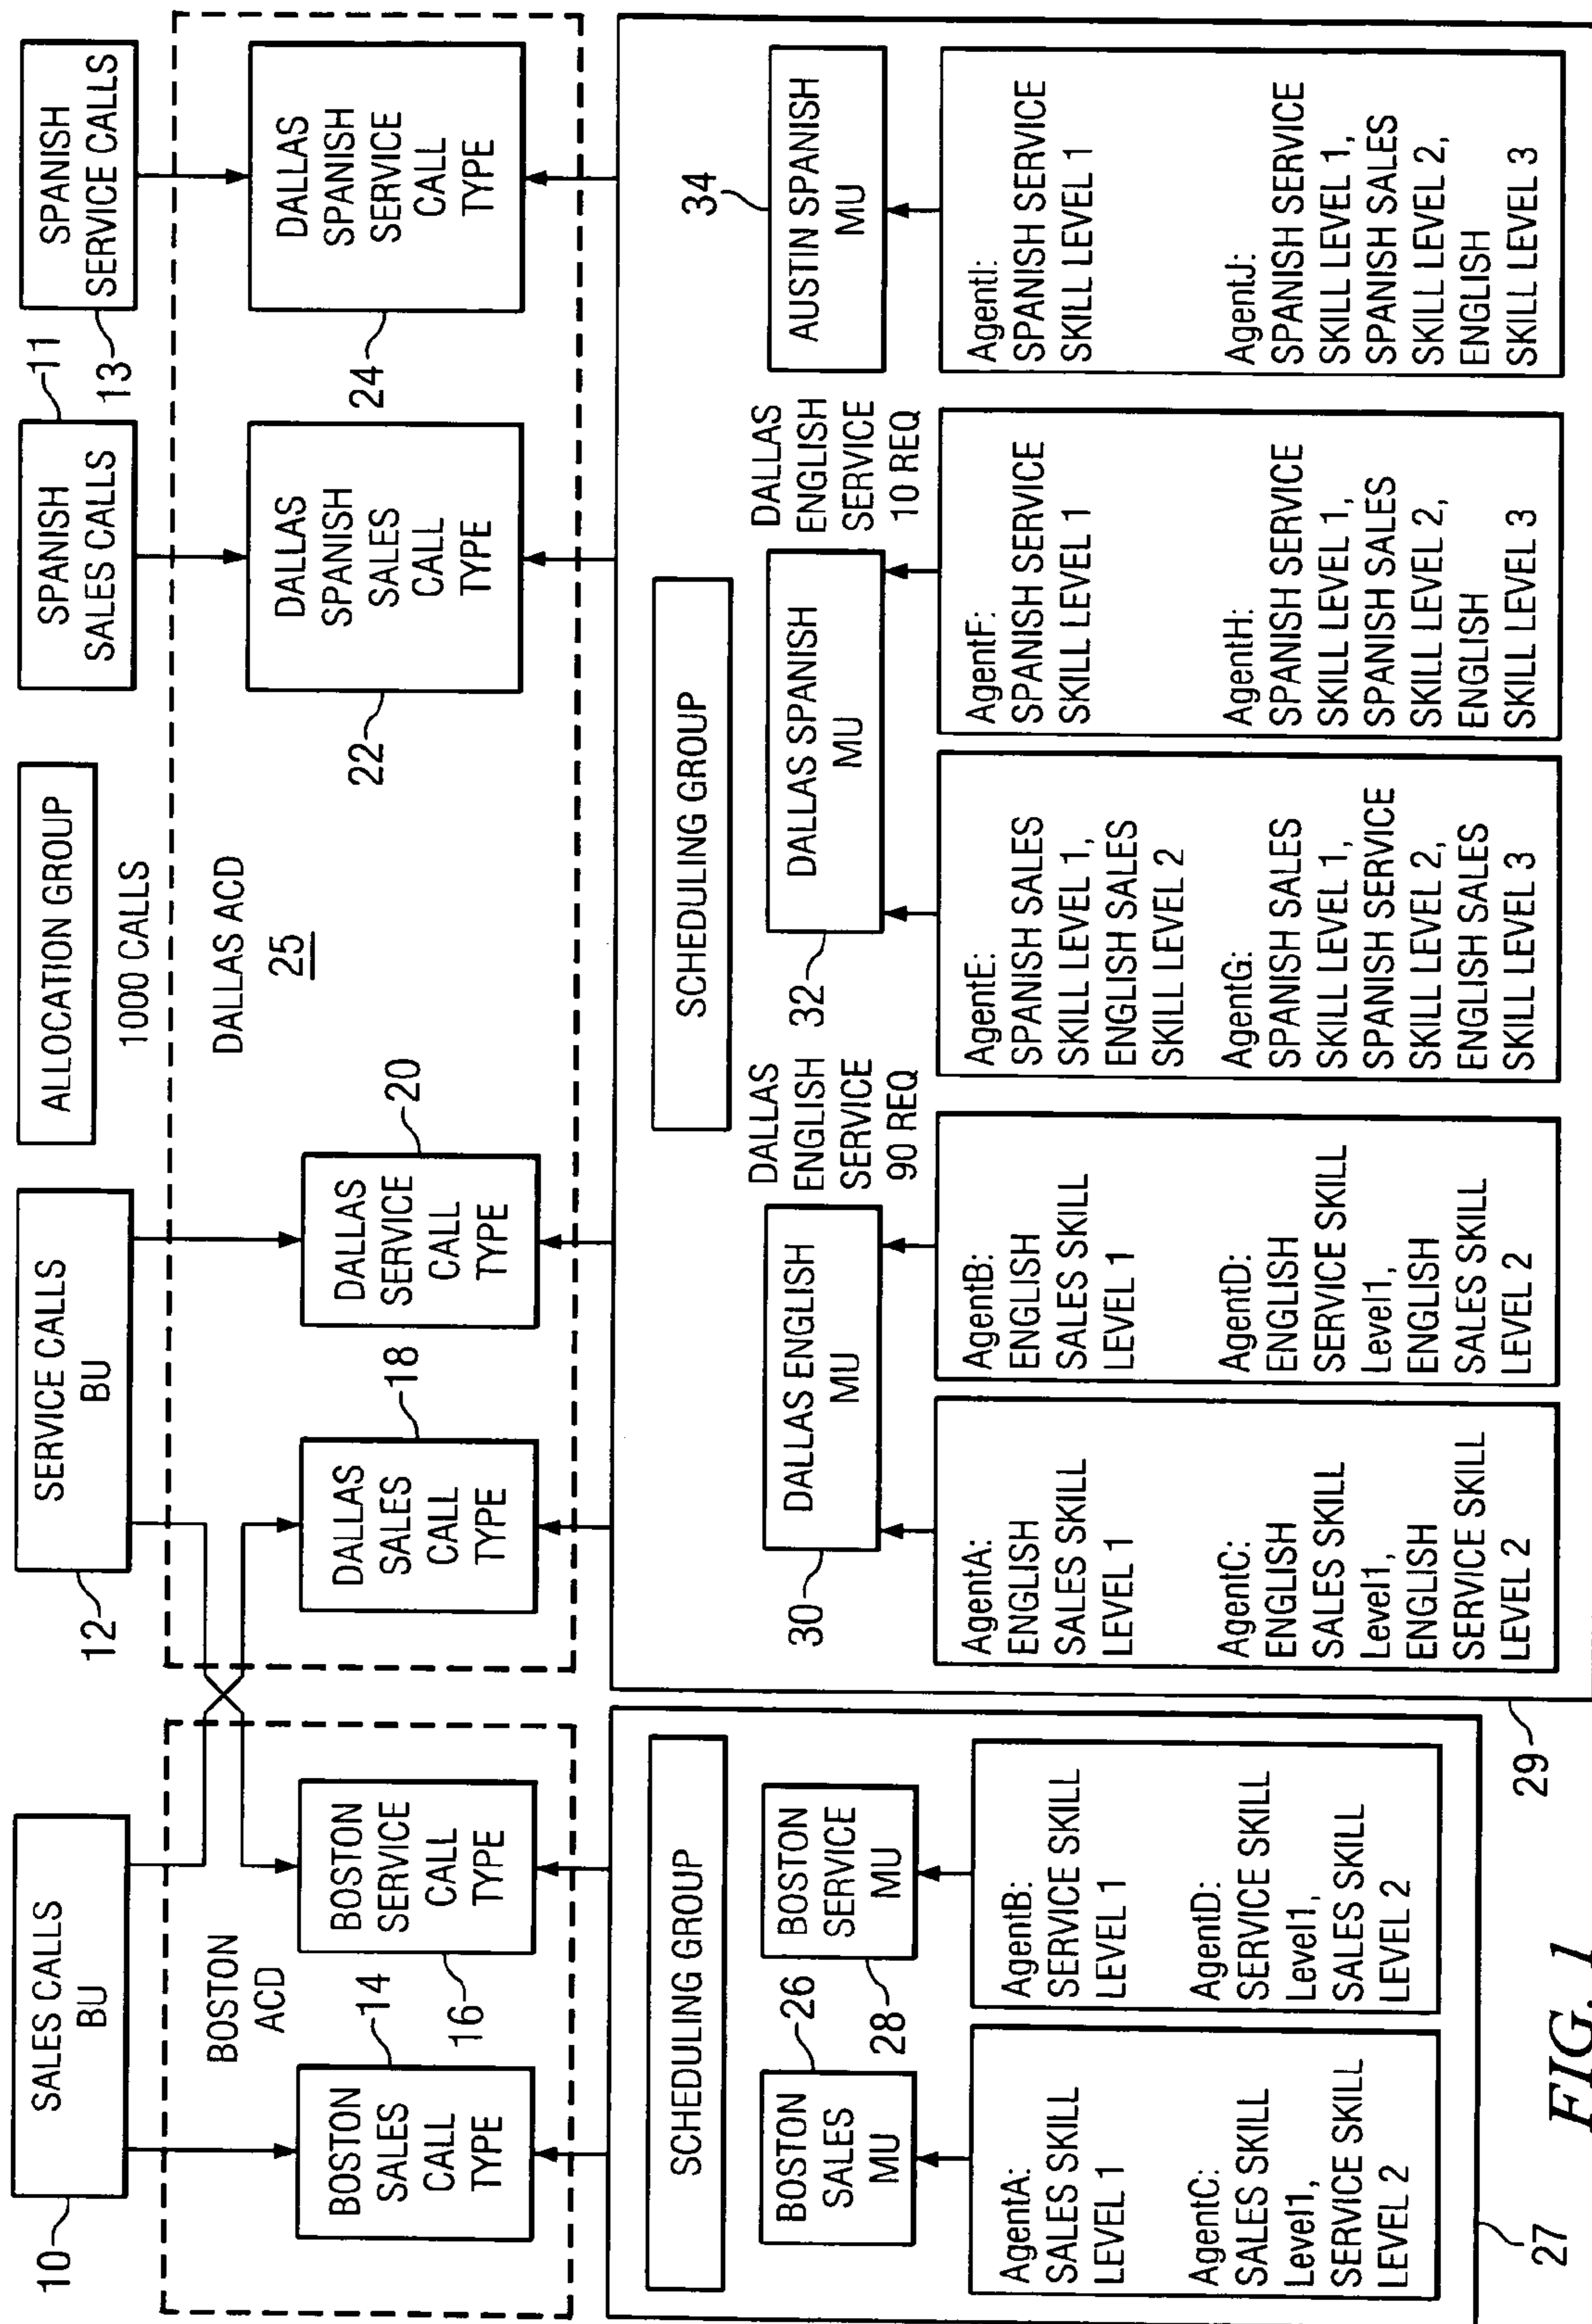 SALES CALLS
BU
10
SERVICE CALLS
BU
12
ALLOCATION GROUP
1000 CALLS
SPANISH
SALES CALLS
11
SPANISH
SERVICE CALLS
13
BOSTON
ACD
BOSTON
SALES
CALL
TYPE
14
BOSTON
SERVICE
CALL
TYPE
16
DALLAS ACD
25
DALLAS
SALES
CALL
TYPE
18
DALLAS
SERVICE
CALL
TYPE
20
DALLAS
SPANISH
SALES
CALL
TYPE
22
DALLAS
SPANISH
SERVICE
CALL
TYPE
24
SCHEDULING GROUP
BOSTON
SALES
MU
26
BOSTON
SERVICE
MU
28
AgentA:
SALES SKILL
LEVEL 1
AgentC:
SALES SKILL
Level1,
SERVICE SKILL
LEVEL 2
AgentB:
SERVICE SKILL
LEVEL 1
AgentD:
SERVICE SKILL
Level1,
SALES SKILL
LEVEL 2
27
SCHEDULING GROUP
DALLAS ENGLISH
MU
30
DALLAS
ENGLISH
SERVICE
90 REQ
DALLAS SPANISH
MU
32
DALLAS
ENGLISH
SERVICE
10 REQ
AUSTIN SPANISH
MU
34
AgentA:
ENGLISH
SALES SKILL
LEVEL 1
AgentC:
ENGLISH
SALES SKILL
Level1,
ENGLISH
SERVICE SKILL
LEVEL 2
AgentB:
ENGLISH
SALES SKILL
LEVEL 1
AgentD:
ENGLISH
SERVICE SKILL
Level1,
ENGLISH
SALES SKILL
LEVEL 2
AgentE:
SPANISH SALES
SKILL LEVEL 1,
ENGLISH SALES
SKILL LEVEL 2
AgentG:
SPANISH SALES
SKILL LEVEL 1,
SPANISH SERVICE
SKILL LEVEL 2,
ENGLISH SALES
SKILL LEVEL 3
AgentF:
SPANISH SERVICE
SKILL LEVEL 1
AgentH:
SPANISH SERVICE
SKILL LEVEL 1,
SPANISH SALES
SKILL LEVEL 2,
ENGLISH
SKILL LEVEL 3
AgentI:
SPANISH SERVICE
SKILL LEVEL 1
AgentJ:
SPANISH SERVICE
SKILL LEVEL 1,
SPANISH SALES
SKILL LEVEL 2,
ENGLISH
SKILL LEVEL 3
29
FIG. 1